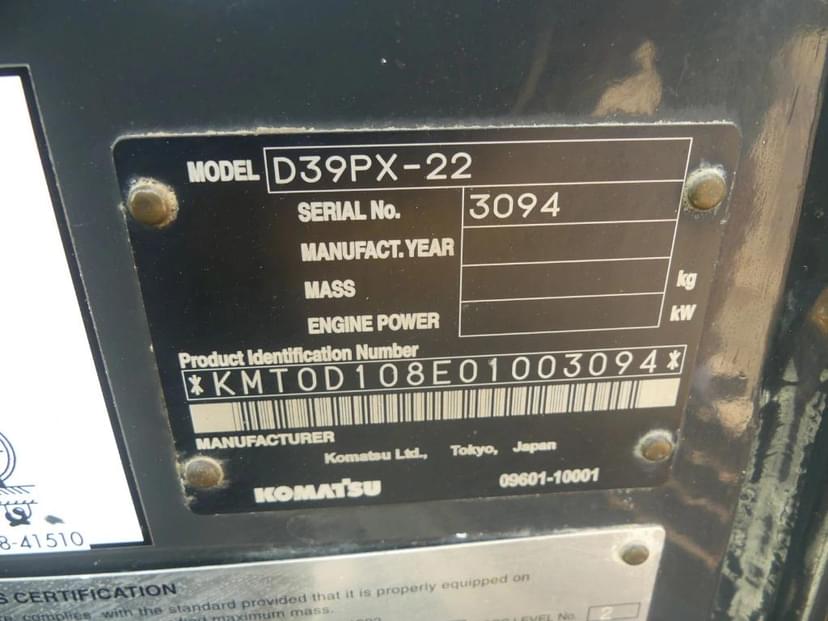 MODEL D39PX-22
SERIAL No. 3094
MANUFACT. YEAR
MASS kg
ENGINE POWER kW
Product Identification Number
*KMT0D108E01003094*
MANUFACTURER
Komatsu Ltd., Tokyo, Japan
KOMATSU 09601-10001
8-41510
S CERTIFICATION
complies with the standard provided that it is properly equipped on
maximum mass.
LEVEL No. 2